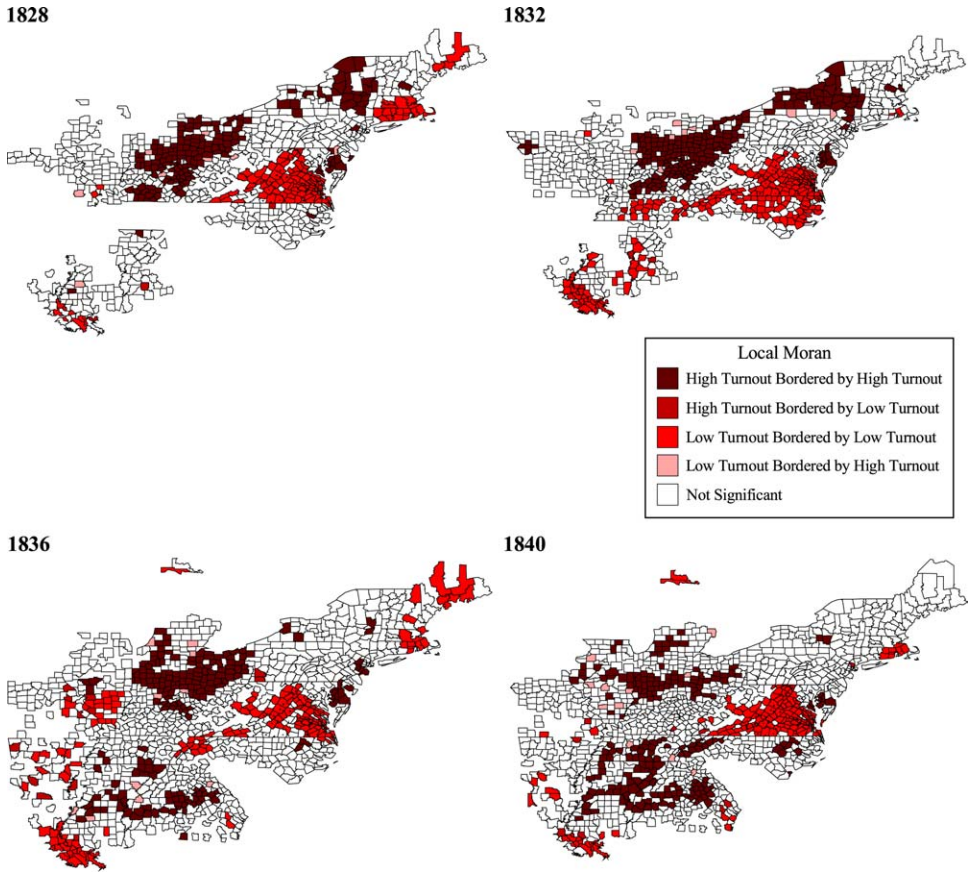 1828
1832
Local Moran
High Turnout Bordered by High Turnout
High Turnout Bordered by Low Turnout
Low Turnout Bordered by Low Turnout
Low Turnout Bordered by High Turnout
Not Significant
1836
1840